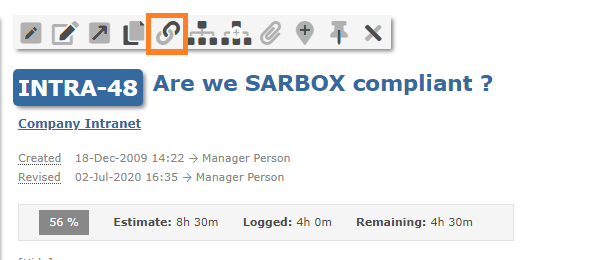 INTRA-48 Are we SARBOX compliant ?
Company Intranet
Created 18-Dec-2009 14:22 → Manager Person
Revised 02-Jul-2020 16:35 → Manager Person
56 % Estimate: 8h 30m Logged: 4h 0m Remaining: 4h 30m